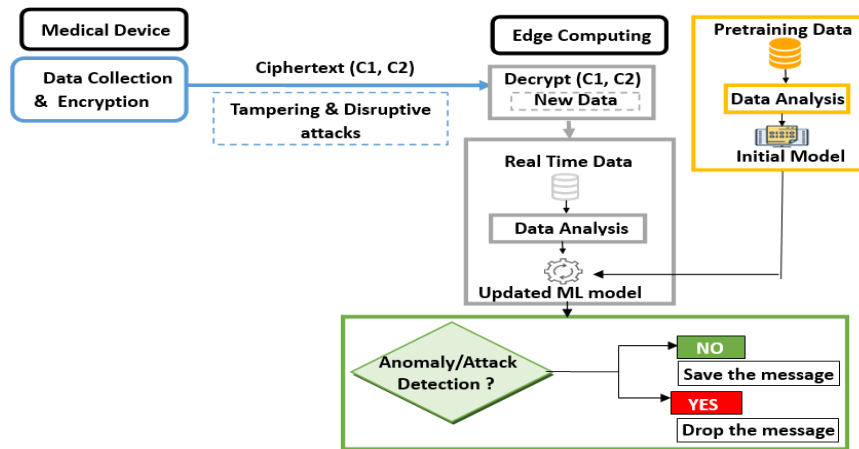 Medical Device
Data Collection
& Encryption
Ciphertext (C1, C2)
Tampering & Disruptive
attacks
Edge Computing
Decrypt (C1, C2)
New Data
Pretraining Data
Data Analysis
Initial Model
Real Time Data
Data Analysis
Updated ML model
Anomaly/Attack
Detection ?
NO
Save the message
YES
Drop the message